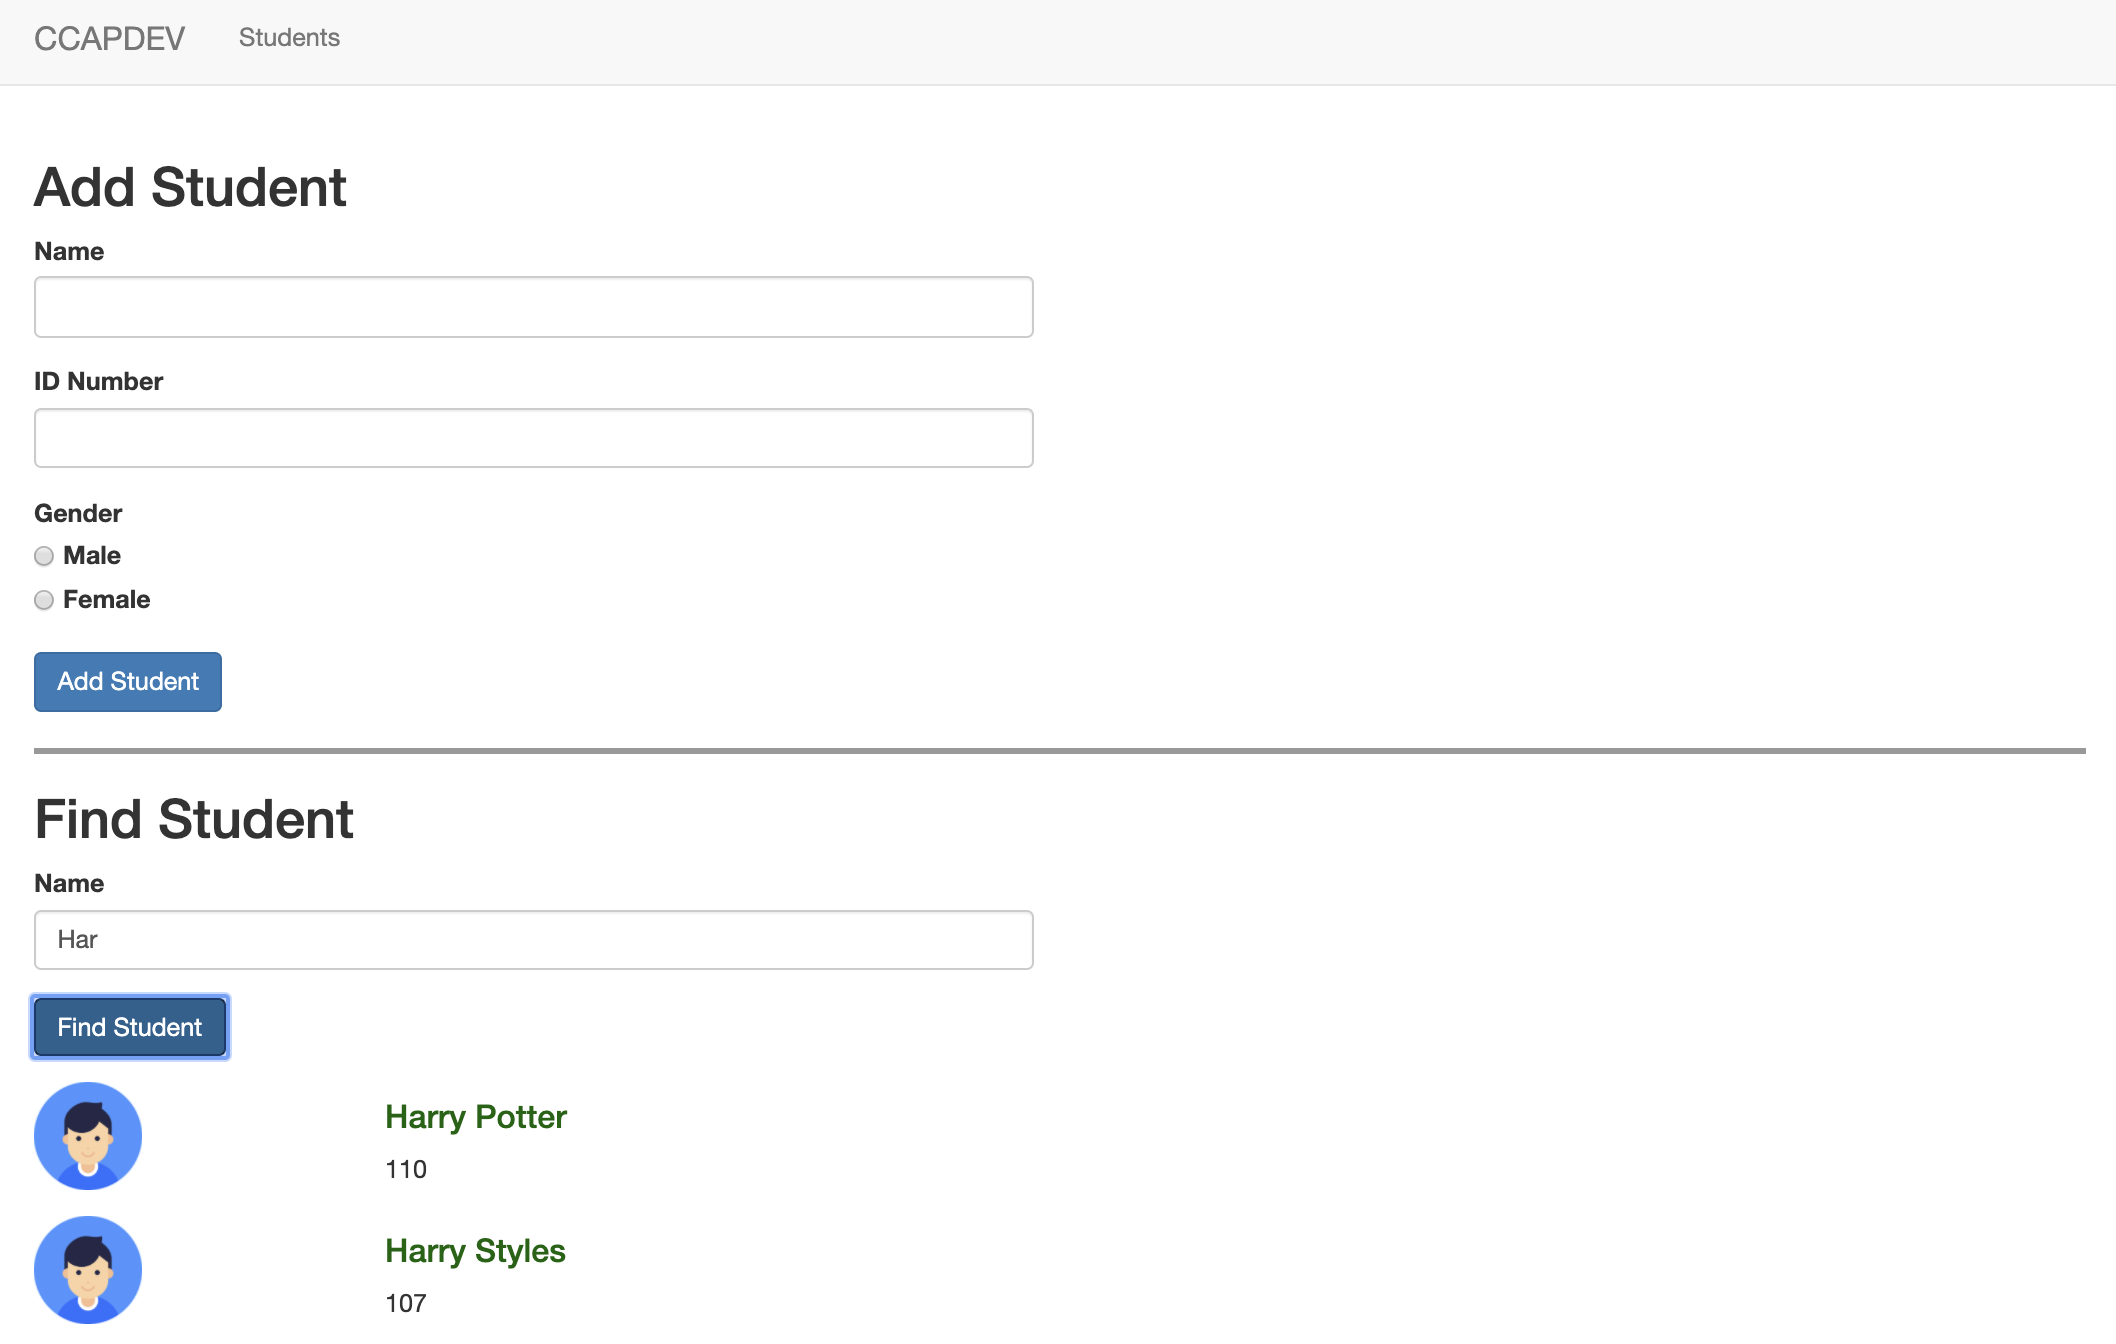 CCAPDEV Students
Add Student
Name
ID Number
Gender
Male
Female
Add Student
Find Student
Name
Har
Find Student
Harry Potter
110
Harry Styles
107